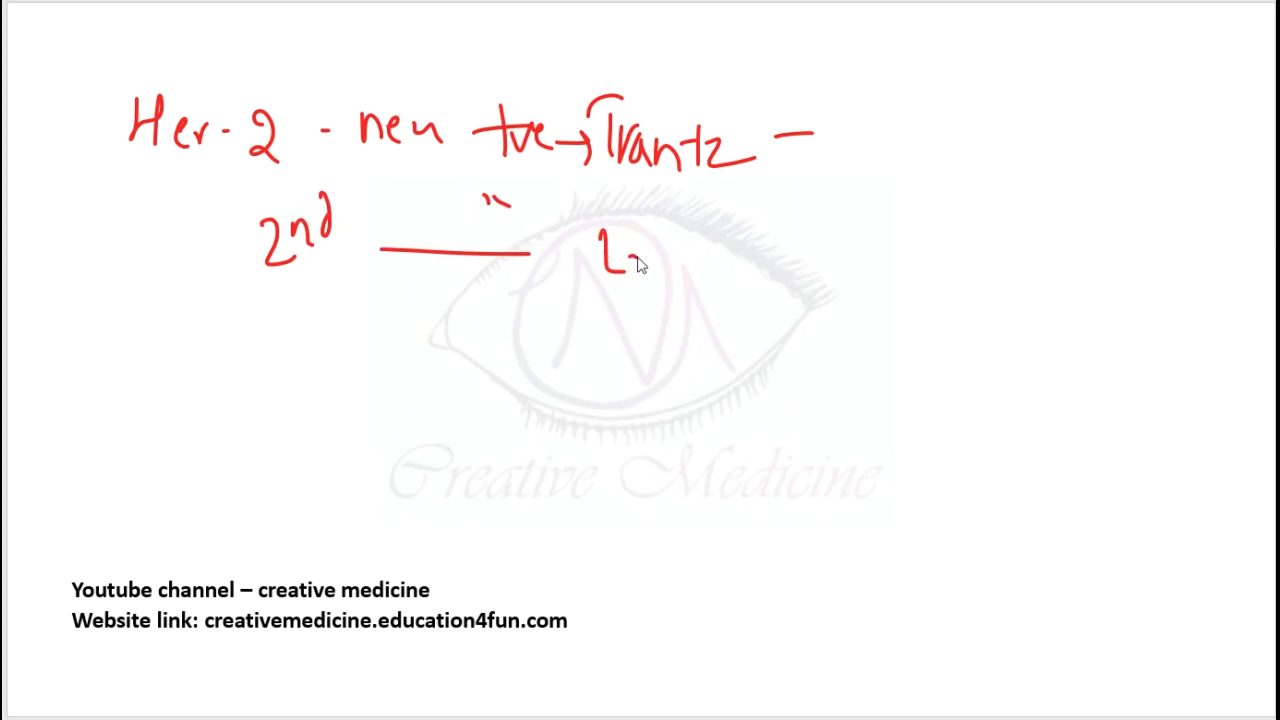 Her-2 - neu +ve → Trantz —
2nd ——— " L
Creative Medicine
Youtube channel – creative medicine
Website link: creativemedicine.education4fun.com